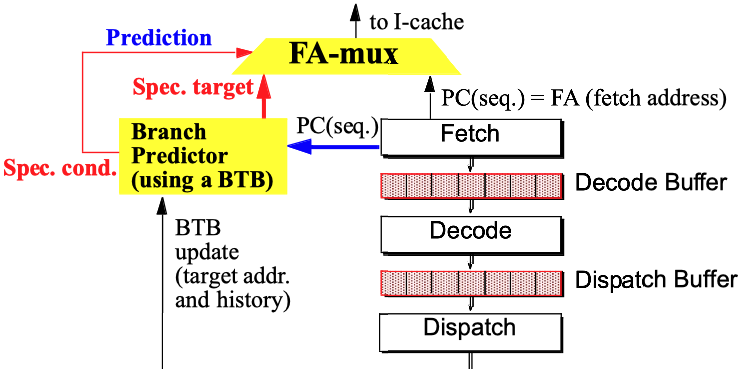 to I-cache
Prediction
FA-mux
Spec. target
PC(seq.) = FA (fetch address)
PC(seq.)
Branch
Predictor
(using a BTB)
Fetch
Spec. cond.
Decode Buffer
BTB
update
(target addr.
and history)
Decode
Dispatch Buffer
Dispatch